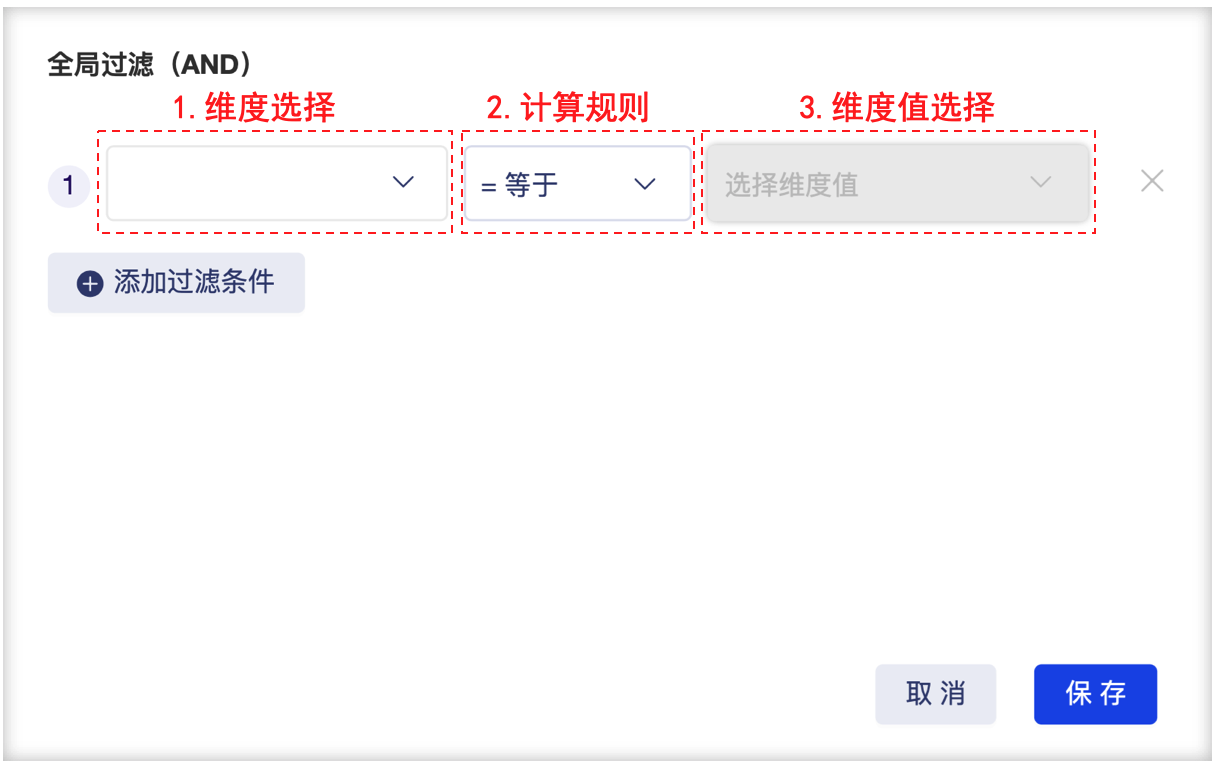 全局过滤（AND）
1. 维度选择 2. 计算规则 3. 维度值选择
1 = 等于 选择维度值
添加过滤条件
取消 保存